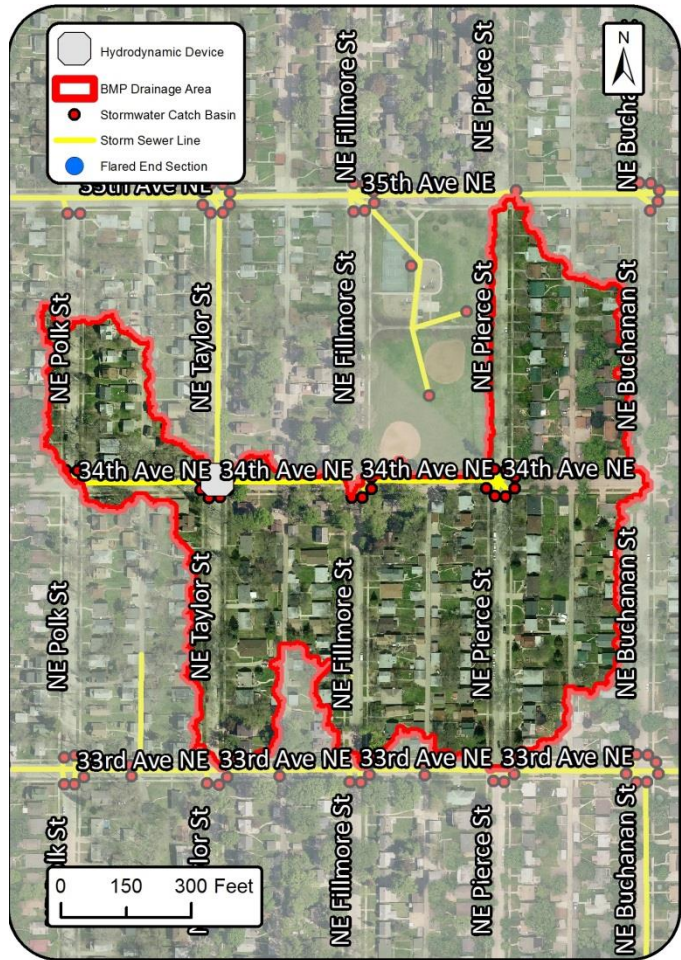 Hydrodynamic Device
BMP Drainage Area
Stormwater Catch Basin
Storm Sewer Line
Flared End Section
N
NE Fillmore St
NE Pierce St
NE Bucha
35th Ave NE
35th Ave NE
NE Polk St
NE Taylor St
NE Fillmore St
NE Pierce St
NE Buchanan St
34th Ave NE
34th Ave NE
34th Ave NE
34th Ave NE
NE Polk St
NE Taylor St
NE Fillmore St
NE Pierce St
NE Buchanan St
33rd Ave NE
33rd Ave NE
33rd Ave NE
33rd Ave NE
Polk St
NE Taylor St
NE Fillmore St
NE Pierce St
NE Buchanan St
0 150 300 Feet